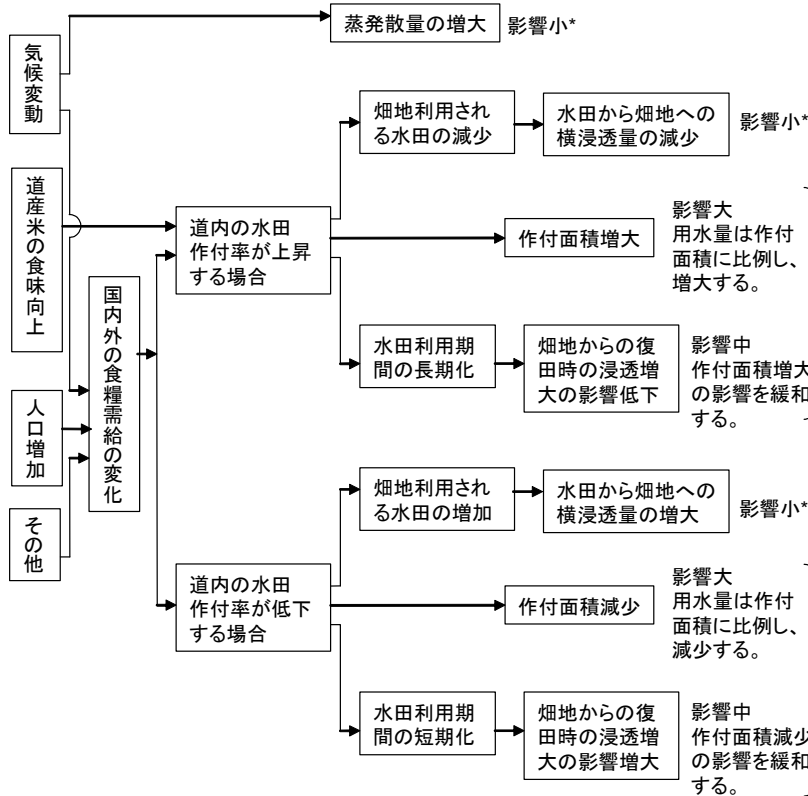 蒸発散量の増大
影響小*
気候変動
畑地利用され
る水田の減少
水田から畑地への
横浸透量の減少
影響小*
道産米の食味向上
道内の水田
作付率が上昇
する場合
作付面積増大
影響大
用水量は作付
面積に比例し、
増大する。
国内外の食糧需給の変化
水田利用期
間の長期化
畑地からの復
田時の浸透増
大の影響低下
影響中
作付面積増大
の影響を緩和
する。
人口増加
その他
畑地利用され
る水田の増加
水田から畑地への
横浸透量の増大
影響小*
道内の水田
作付率が低下
する場合
作付面積減少
影響大
用水量は作付
面積に比例し、
減少する。
水田利用期
間の短期化
畑地からの復
田時の浸透増
大の影響増大
影響中
作付面積減少
の影響を緩和
する。